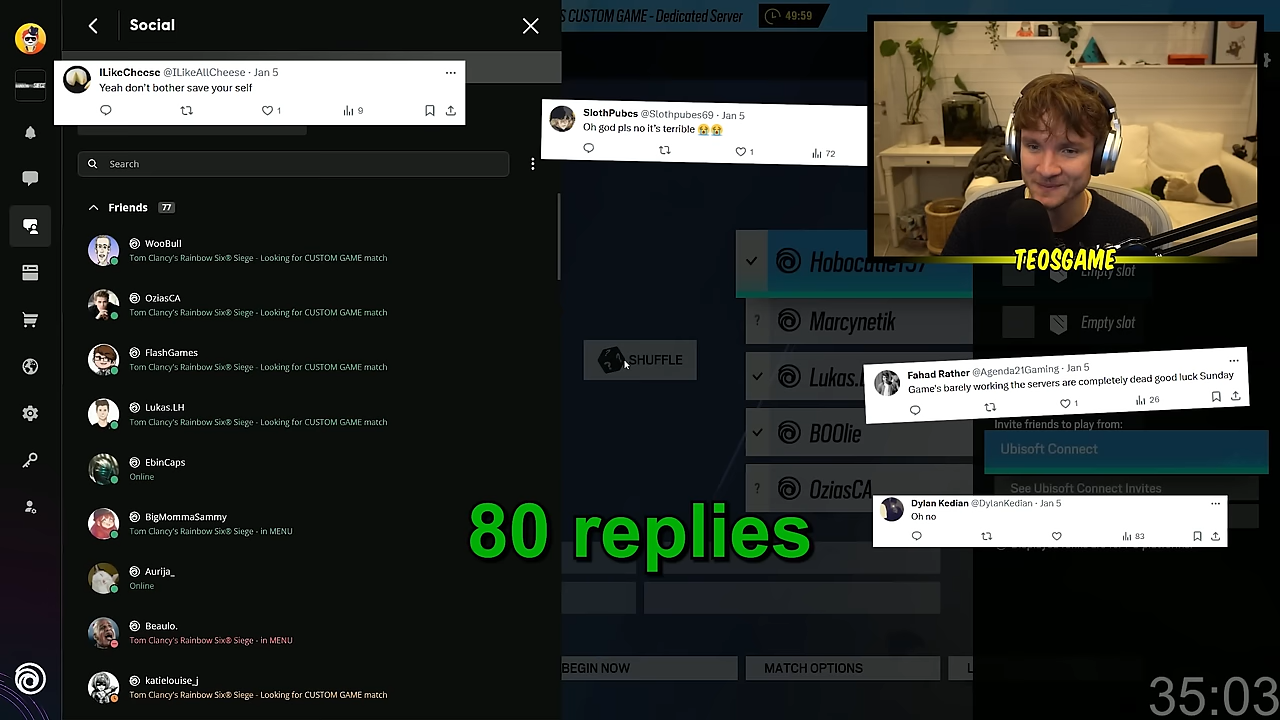 Social
S CUSTOM GAME - Dedicated Server
49:59
ILikeCheese @ILikeAllCheese · Jan 5
Yeah don't bother save your self
1
9
SlothPubes @Slothpubes69 · Jan 5
Oh god pls no it's terrible 😭😭
1
72
Search
Friends 77
WooBull
Tom Clancy's Rainbow Six® Siege - Looking for CUSTOM GAME match
OziasCA
Tom Clancy's Rainbow Six® Siege - Looking for CUSTOM GAME match
FlashGames
Tom Clancy's Rainbow Six® Siege - Looking for CUSTOM GAME match
Lukas.LH
Tom Clancy's Rainbow Six® Siege - Looking for CUSTOM GAME match
EbinCaps
Online
BigMommaSammy
Tom Clancy's Rainbow Six® Siege - in MENU
Aurija_
Online
Beaulo.
Tom Clancy's Rainbow Six® Siege - in MENU
katielouise_j
Tom Clancy's Rainbow Six® Siege - Looking for CUSTOM GAME match
SHUFFLE
Marcynetik
Lukas.L
BOOlie
OziasCA
TEOSGAME
Empty slot
Empty slot
Fahad Rather @Agenda21Gaming · Jan 5
Game's barely working the servers are completely dead good luck Sunday
1
26
Invite friends to play from:
Ubisoft Connect
See Ubisoft Connect Invites
Dylan Kedian @DylanKedian · Jan 5
Oh no
83
80 replies
BEGIN NOW
MATCH OPTIONS
35:03